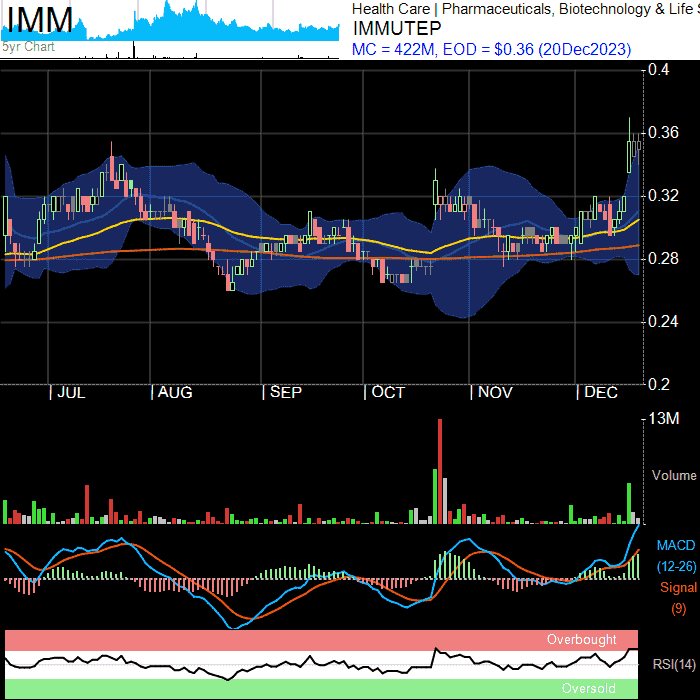 IMM
5yr Chart
Health Care | Pharmaceuticals, Biotechnology & Life
IMMUTEP
MC = 422M, EOD = $0.36 (20Dec2023)
0.4
0.36
0.32
0.28
0.24
0.2
| JUL | AUG | SEP | OCT | NOV | DEC
13M
Volume
MACD
(12-26)
Signal
(9)
Overbought
RSI(14)
Oversold